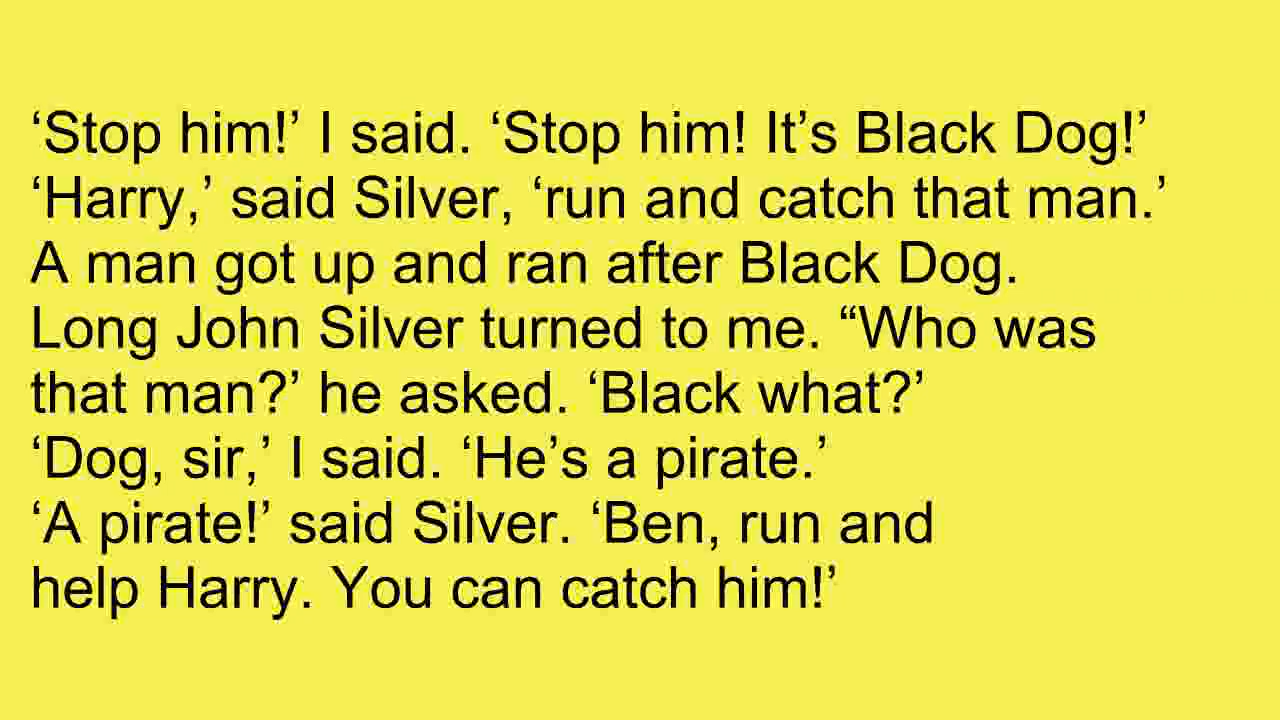 ‘Stop him!’ I said. ‘Stop him! It’s Black Dog!’
‘Harry,’ said Silver, ‘run and catch that man.’
A man got up and ran after Black Dog.
Long John Silver turned to me. “Who was
that man?’ he asked. ‘Black what?’
‘Dog, sir,’ I said. ‘He’s a pirate.’
‘A pirate!’ said Silver. ‘Ben, run and
help Harry. You can catch him!’